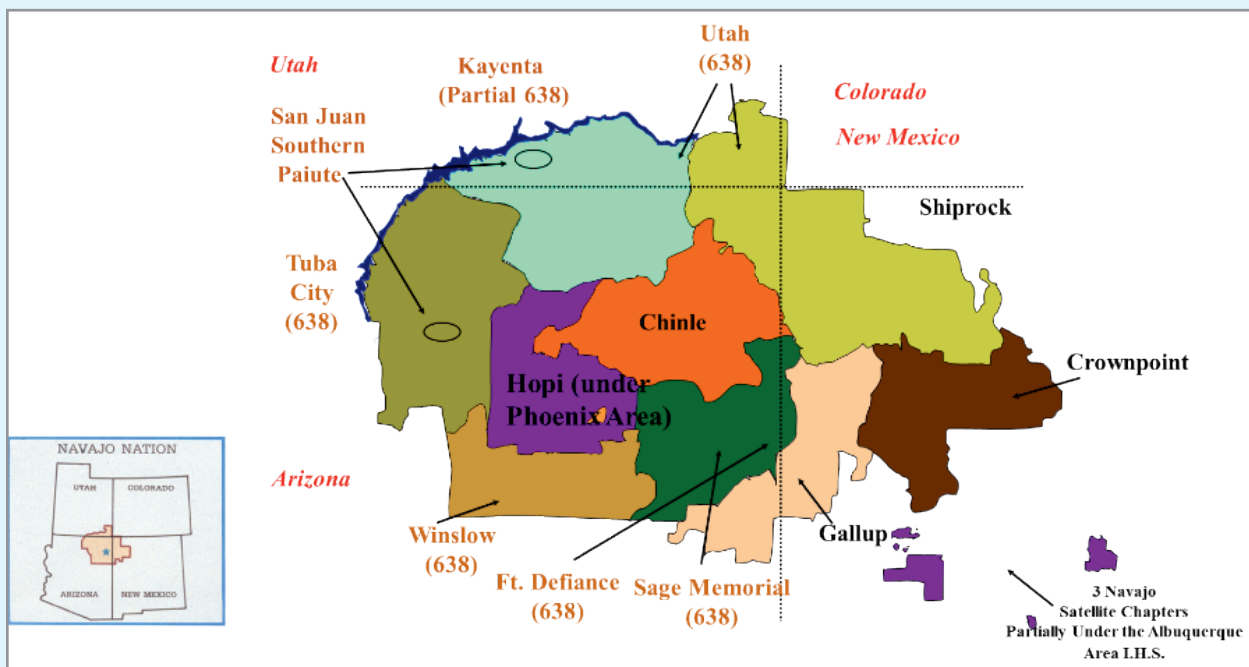 Utah
Kayenta
(Partial 638)
Utah
(638)
Colorado
New Mexico
San Juan
Southern
Paiute
Shiprock
Tuba
City
(638)
Chinle
Crownpoint
Hopi (under
Phoenix Area)
Arizona
Winslow
(638)
Ft. Defiance
(638)
Sage Memorial
(638)
Gallup
3 Navajo
Satellite Chapters
Partially Under the Albuquerque
Area I.H.S.
NAVAJO NATION
UTAH
COLORADO
ARIZONA
NEW MEXICO